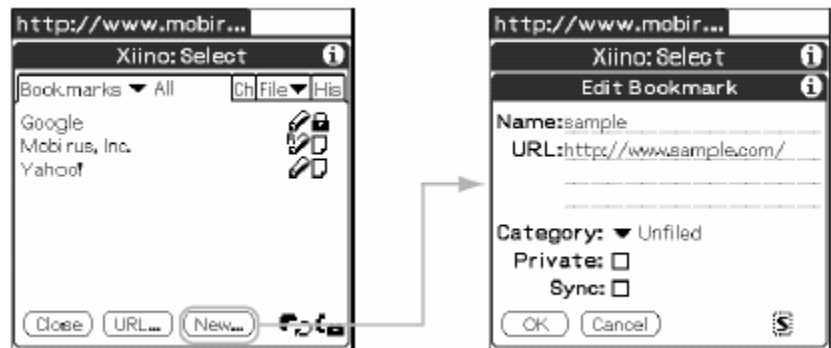 http://www.mobir...
Xiino: Select
Bookmarks All Ch File His
Google
Mobirus, Inc.
Yahoo!
Close URL... New...
http://www.mobir...
Xiino: Select
Edit Bookmark
Name: sample
URL: http://www.sample.com/
Category: Unfiled
Private:
Sync:
OK Cancel S